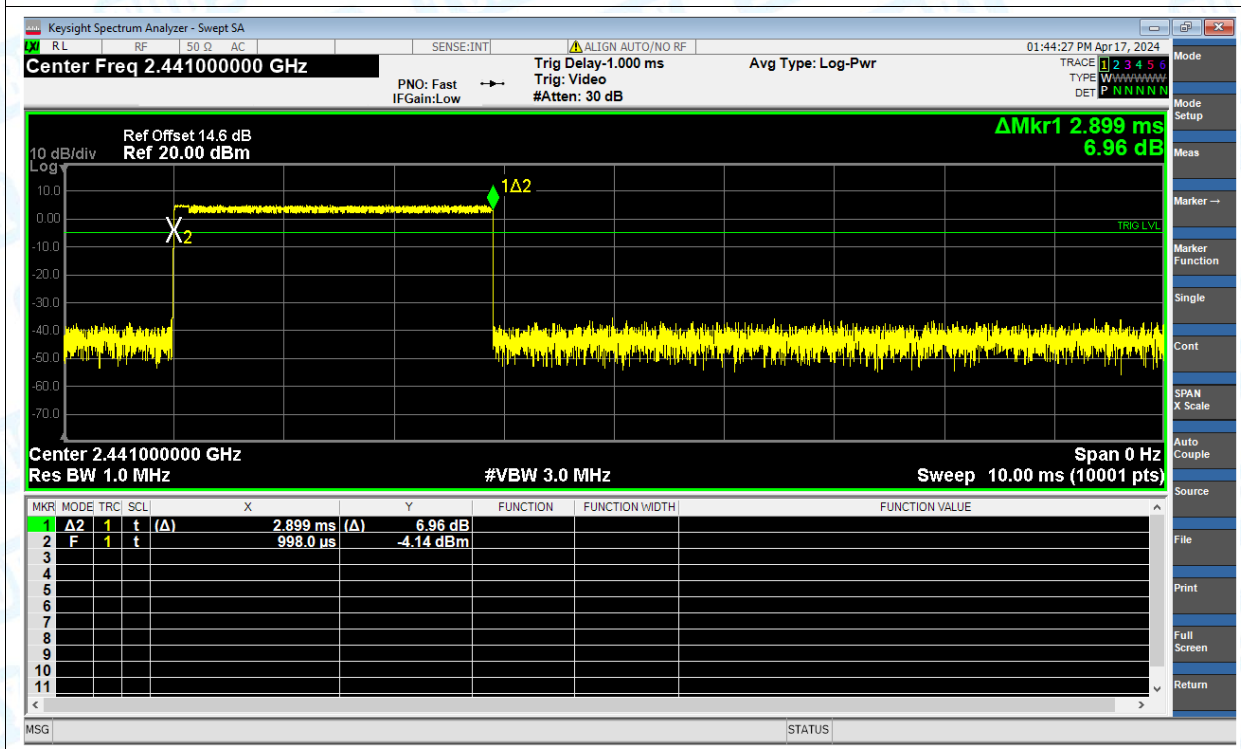 Keysight Spectrum Analyzer - Swept SA
LXI RL RF 50 Ω AC SENSE:INT ALIGN AUTO/NO RF 01:44:27 PM Apr 17, 2024
Center Freq 2.441000000 GHz
PNO: Fast
IFGain:Low
Trig Delay-1.000 ms
Trig: Video
#Atten: 30 dB
Avg Type: Log-Pwr
TRACE 1 2 3 4 5 6
TYPE WWWWWW
DET P N N N N N
ΔMkr1 2.899 ms
6.96 dB
Ref Offset 14.6 dB
10 dB/div Ref 20.00 dBm
Log
10.0
0.00
-10.0
-20.0
-30.0
-40.0
-50.0
-60.0
-70.0
1Δ2
2
TRIG LVL
Center 2.441000000 GHz Span 0 Hz
Res BW 1.0 MHz #VBW 3.0 MHz Sweep 10.00 ms (10001 pts)
MKR MODE TRC SCL X Y FUNCTION FUNCTION WIDTH FUNCTION VALUE
1 Δ2 1 t (Δ) 2.899 ms (Δ) 6.96 dB
2 F 1 t 998.0 µs -4.14 dBm
3
4
5
6
7
8
9
10
11
MSG STATUS
Mode
Mode
Setup
Meas
Marker →
Marker
Function
Single
Cont
SPAN
X Scale
Auto
Couple
Source
File
Print
Full
Screen
Return